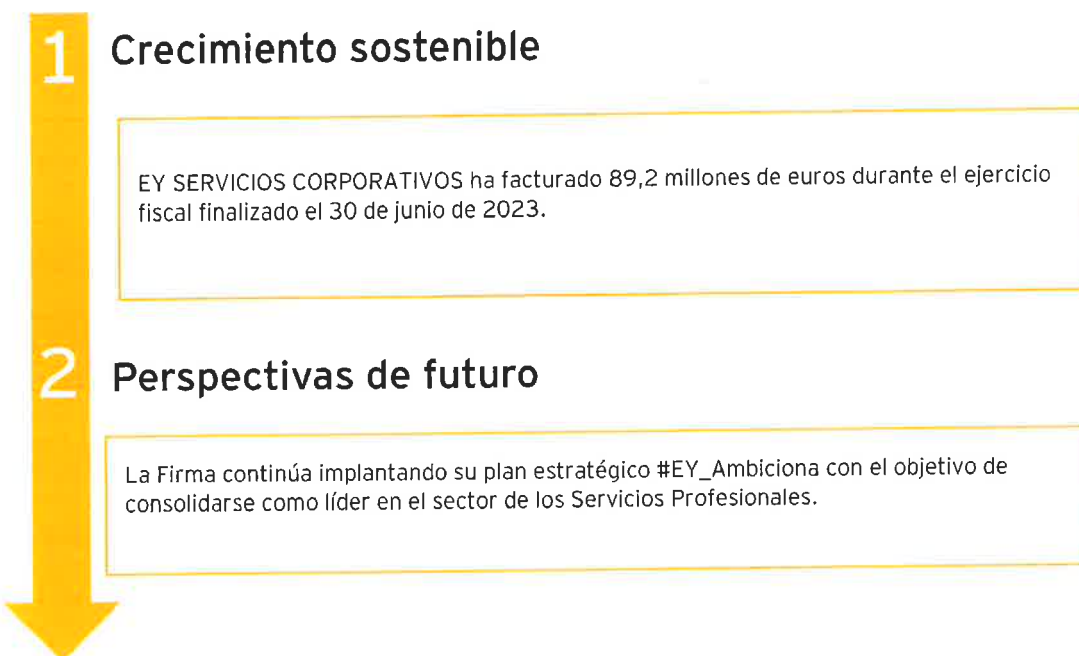 1
Crecimiento sostenible
EY SERVICIOS CORPORATIVOS ha facturado 89,2 millones de euros durante el ejercicio
fiscal finalizado el 30 de junio de 2023.
2
Perspectivas de futuro
La Firma continúa implantando su plan estratégico #EY_Ambiciona con el objetivo de
consolidarse como líder en el sector de los Servicios Profesionales.